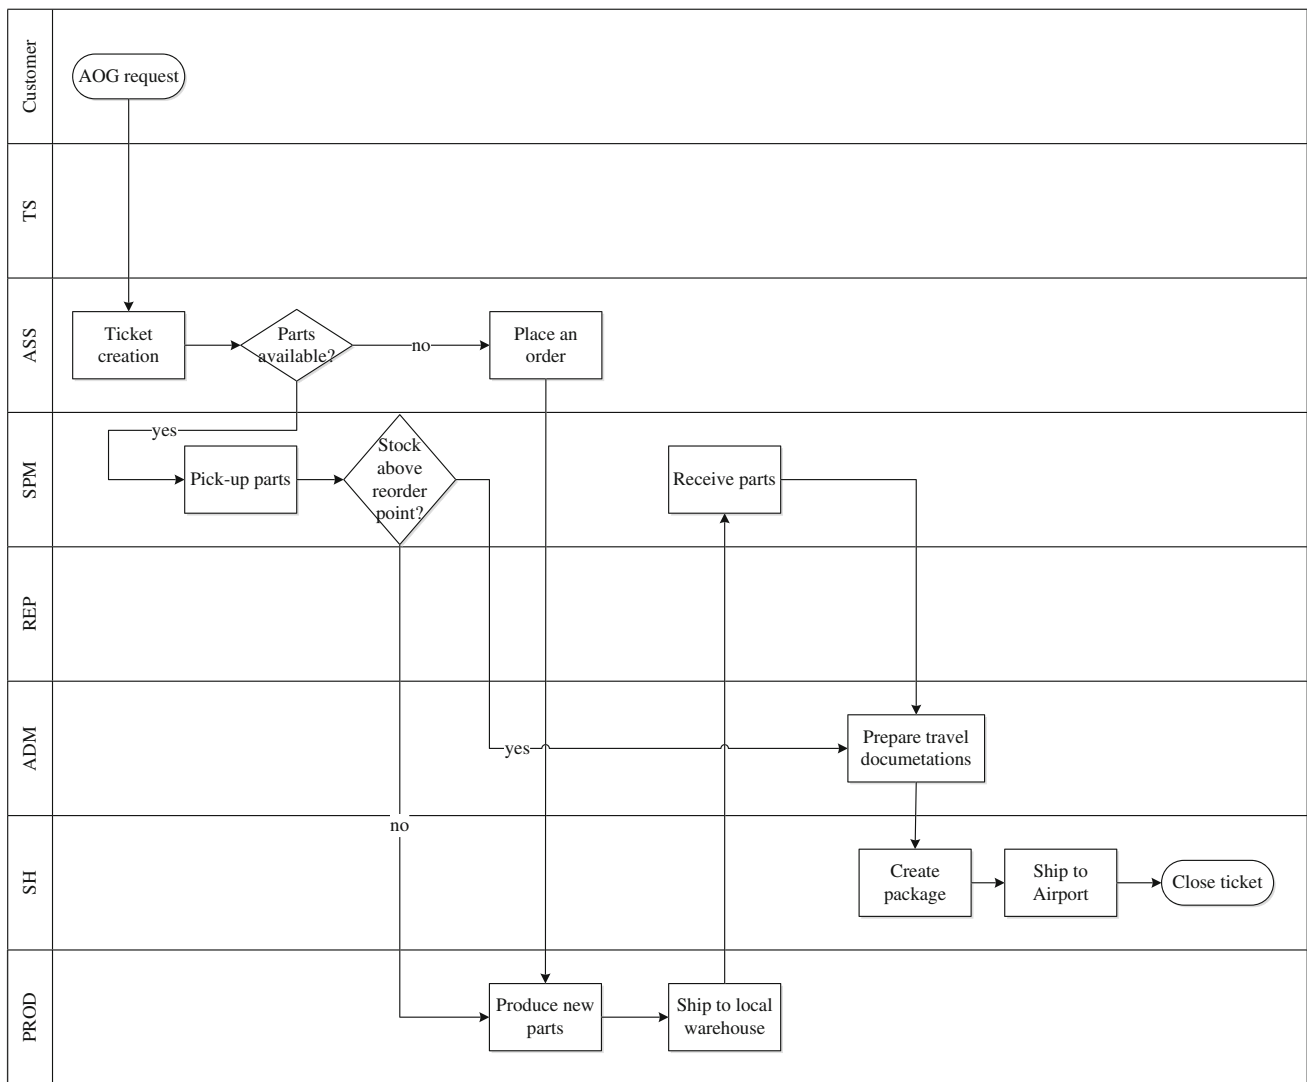 Customer
AOG request
TS
ASS
Ticket
creation
Parts
available?
no
Place an
order
SPM
yes
Pick-up parts
Stock
above
reorder
point?
Receive parts
REP
ADM
yes
Prepare travel
documetations
no
SH
Create
package
Ship to
Airport
Close ticket
PROD
Produce new
parts
Ship to local
warehouse